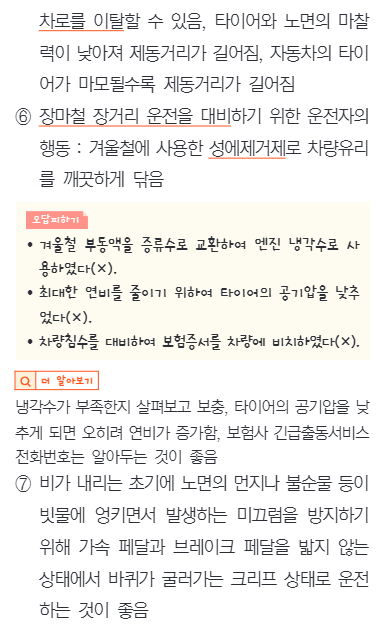 차로를 이탈할 수 있음, 타이어와 노면의 마찰
력이 낮아져 제동거리가 길어짐, 자동차의 타이
어가 마모될수록 제동거리가 길어짐
⑥ 장마철 장거리 운전을 대비하기 위한 운전자의
행동 : 겨울철에 사용한 성에제거제로 차량유리
를 깨끗하게 닦음
오답피하기
• 겨울철 부동액을 증류수로 교환하여 엔진 냉각수로 사
용하였다(×).
• 최대한 연비를 줄이기 위하여 타이어의 공기압을 낮추
었다(×).
• 차량침수를 대비하여 보험증서를 차량에 비치하였다(×).
더 알아보기
냉각수가 부족한지 살펴보고 보충, 타이어의 공기압을 낮
추게 되면 오히려 연비가 증가함, 보험사 긴급출동서비스
전화번호는 알아두는 것이 좋음
⑦ 비가 내리는 초기에 노면의 먼지나 불순물 등이
빗물에 엉키면서 발생하는 미끄럼을 방지하기
위해 가속 페달과 브레이크 페달을 밟지 않는
상태에서 바퀴가 굴러가는 크리프 상태로 운전
하는 것이 좋음